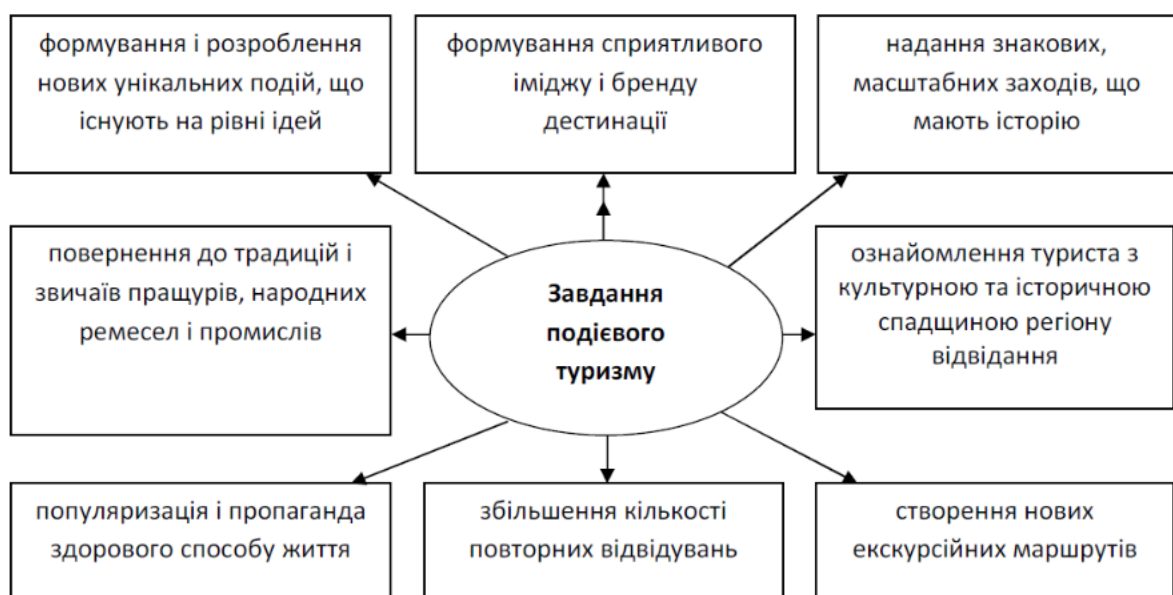 формування і розроблення
нових унікальних подій, що
існують на рівні ідей
формування сприятливого
іміджу і бренду
дестинації
надання знакових,
масштабних заходів, що
мають історію
повернення до традицій і
звичаїв пращурів, народних
ремесел і промислів
Завдання
подієвого
туризму
ознайомлення туриста з
культурною та історичною
спадщиною регіону
відвідання
популяризація і пропаганда
здорового способу життя
збільшення кількості
повторних відвідувань
створення нових
екскурсійних маршрутів